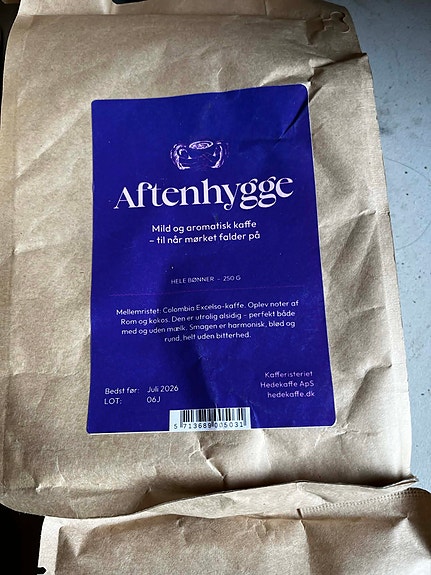 Aftenhygge
Mild og aromatisk kaffe
– til når mørket falder på
HELE BØNNER – 250 G
Mellemristet: Colombia Excelso-kaffe. Oplev noter af
Rom og kokos. Den er utrolig alsidig – perfekt både
med og uden mælk. Smagen er harmonisk, blød og
rund, helt uden bitterhed.
Bedst før: Juli 2026
LOT: 06J
Kafferisteriet
Hedekaffe ApS
hedekaffe.dk
5 713689 005031